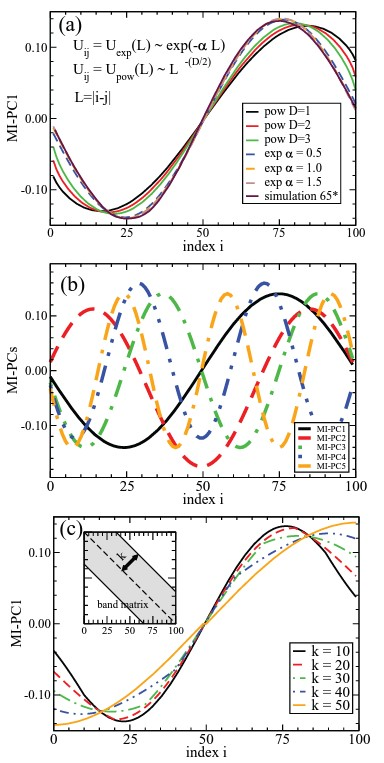 (a)
U_ij = U_exp(L) ~ exp(-α L)
U_ij = U_pow(L) ~ L^-(D/2)
L=|i-j|
0.10
0.00
-0.10
MI-PC1
pow D=1
pow D=2
pow D=3
exp α = 0.5
exp α = 1.0
exp α = 1.5
simulation 65*
0 25 50 75 100
index i
(b)
0.10
0.00
-0.10
MI-PCs
MI-PC1
MI-PC2
MI-PC3
MI-PC4
MI-PC5
0 25 50 75 100
index i
(c)
k
band matrix
0 25 50 75 100
0.10
0.00
-0.10
MI-PC1
k = 10
k = 20
k = 30
k = 40
k = 50
0 25 50 75 100
index i